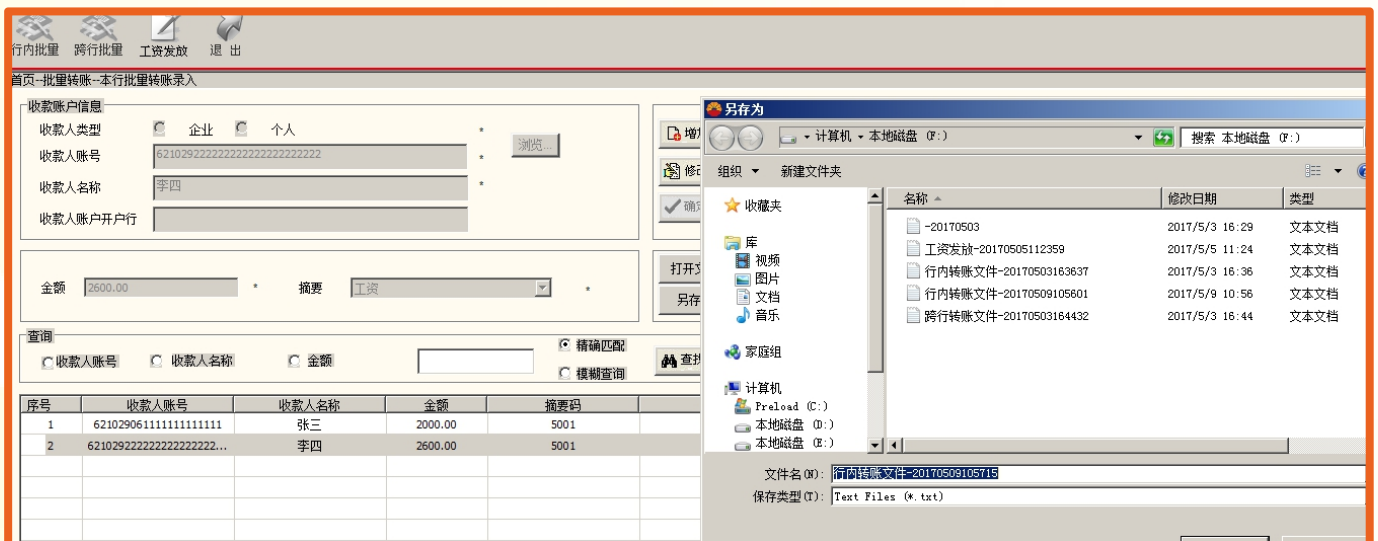 行内批量 跨行批量 工资发放 退 出
首页--批量转账--本行批量转账录入
收款账户信息
收款人类型 企业 个人 *
浏览...
收款人账号 6210292222222222222222222 *
收款人名称 李四 *
收款人账户开户行
金额 2600.00 * 摘要 工资 *
查询
收款人账号 收款人名称 金额 精确匹配
模糊查询
序号 收款人账号 收款人名称 金额 摘要码
1 621029061111111111111 张三 2000.00 5001
2 6210292222222222222222... 李四 2600.00 5001
增加
修改
确定
打开文
另存
查找
另存为
计算机 本地磁盘 (F:) 搜索 本地磁盘 (F:)
组织 新建文件夹
收藏夹
库
视频
图片
文档
音乐
家庭组
计算机
Preload (C:)
本地磁盘 (D:)
本地磁盘 (E:)
名称 修改日期 类型
-20170503 2017/5/3 16:29 文本文档
工资发放-20170505112359 2017/5/5 11:24 文本文档
行内转账文件-20170503163637 2017/5/3 16:36 文本文档
行内转账文件-20170509105601 2017/5/9 10:56 文本文档
跨行转账文件-20170503164432 2017/5/3 16:44 文本文档
文件名(N): 行内转账文件-20170509105715
保存类型(T): Text Files (*.txt)